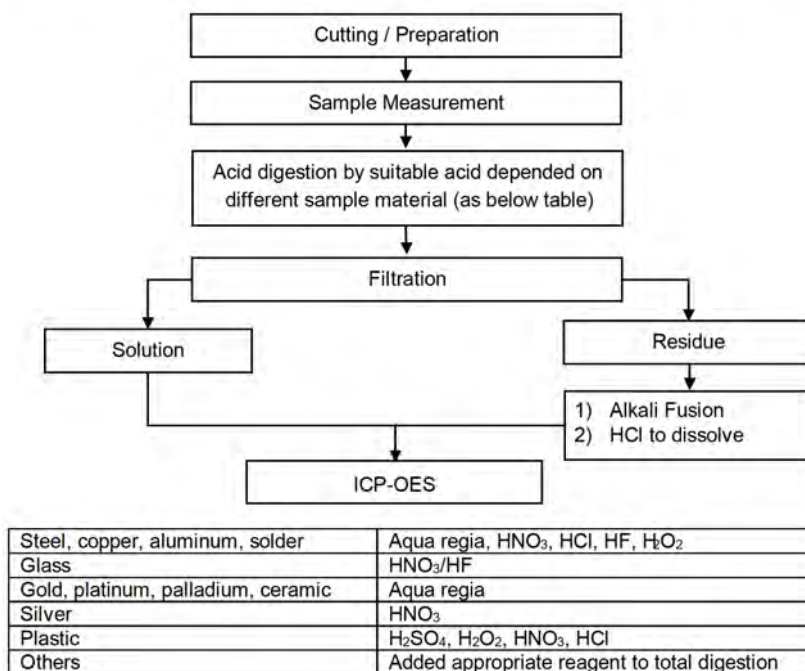 Cutting / Preparation
Sample Measurement
Acid digestion by suitable acid depended on
different sample material (as below table)
Filtration
Solution
Residue
1) Alkali Fusion
2) HCl to dissolve
ICP-OES
Steel, copper, aluminum, solder
Aqua regia, HNO₃, HCl, HF, H₂O₂
Glass
HNO₃/HF
Gold, platinum, palladium, ceramic
Aqua regia
Silver
HNO₃
Plastic
H₂SO₄, H₂O₂, HNO₃, HCl
Others
Added appropriate reagent to total digestion